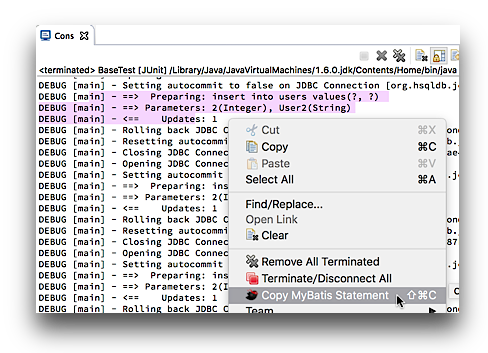 Cons
<terminated> BaseTest [JUnit] /Library/Java/JavaVirtualMachines/1.6.0.jdk/Contents/Home/bin/java
DEBUG [main] - Setting autocommit to false on JDBC Connection [org.hsqldb.j
DEBUG [main] - ==>  Preparing: insert into users values(?, ?)
DEBUG [main] - ==> Parameters: 2(Integer), User2(String)
DEBUG [main] - <==    Updates: 1
DEBUG [main] - Rolling back JDBC C
DEBUG [main] - Resetting autocommi
DEBUG [main] - Closing JDBC Connec
DEBUG [main] - Opening JDBC Connec
DEBUG [main] - Setting autocommit
DEBUG [main] - ==>  Preparing: ins
DEBUG [main] - ==> Parameters: 2(I
DEBUG [main] - <==    Updates: 1
DEBUG [main] - Rolling back JDBC C
DEBUG [main] - Resetting autocommi
DEBUG [main] - Closing JDBC Connec
DEBUG [main] - Opening JDBC Connec
DEBUG [main] - Setting autocommit
DEBUG [main] - ==>  Preparing: ins
DEBUG [main] - ==> Parameters: 2(I
DEBUG [main] - <==    Updates: 1
DEBUG [main] - Rolling back JDBC C
Cut ⌘X
Copy ⌘C
Paste ⌘V
Select All ⌘A
Find/Replace...
Open Link
Clear
Remove All Terminated
Terminate/Disconnect All
Copy MyBatis Statement ⇧⌘C
Team